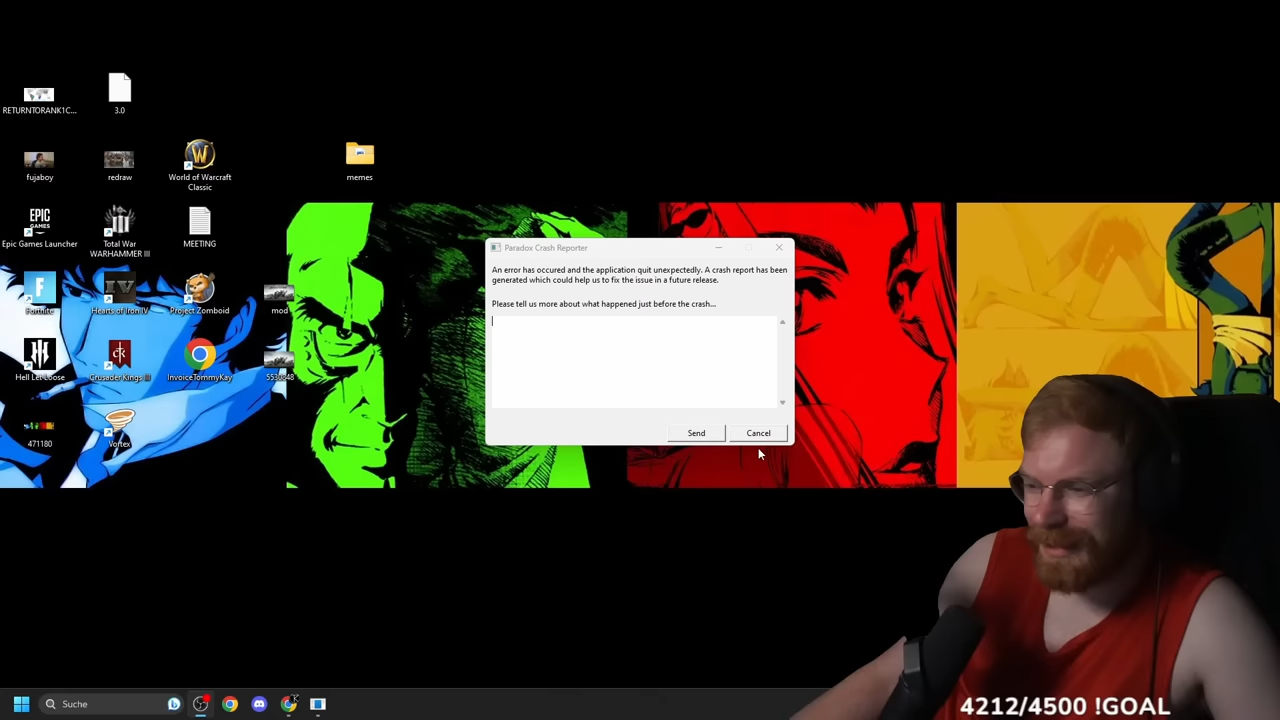 RETURNTORANK1C...
3.0
fujaboy
redraw
World of Warcraft
Classic
memes
EPIC
GAMES
Epic Games Launcher
Total War
WARHAMMER III
MEETING
Fortnite
Hearts of Iron IV
Project Zomboid
mod
Hell Let Loose
Crusader Kings III
InvoiceTommyKay
5530848
471180
Vortex
Paradox Crash Reporter
An error has occured and the application quit unexpectedly. A crash report has been
generated which could help us to fix the issue in a future release.
Please tell us more about what happened just before the crash...
Send
Cancel
Suche
4212/4500 !GOAL